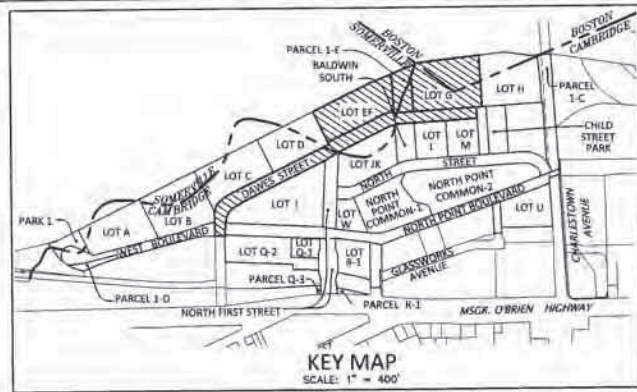 BOSTON
SOMERVILLE
BOSTON
CAMBRIDGE
PARCEL 1-E
BALDWIN
SOUTH
PARCEL
1-C
LOT G
LOT H
LOT EF
LOT D
LOT L
LOT M
CHILD
STREET
PARK
SOMERVILLE
CAMBRIDGE
LOT C
DAWES STREET
LOT JK
NORTH STREET
NORTH
POINT
COMMON-2
NORTH
POINT
COMMON-1
PARK 1
LOT A
LOT B
LOT I
LOT W
NORTH POINT BOULEVARD
LOT U
CHARLESTOWN
AVENUE
WEST BOULEVARD
LOT Q-2
LOT
LOT
R-1
GLASSWORKS
AVENUE
PARCEL 1-D
PARCEL Q-3
PARCEL R-1
NORTH FIRST STREET
MSGR. O'BRIEN HIGHWAY
KEY MAP
SCALE: 1" = 400'